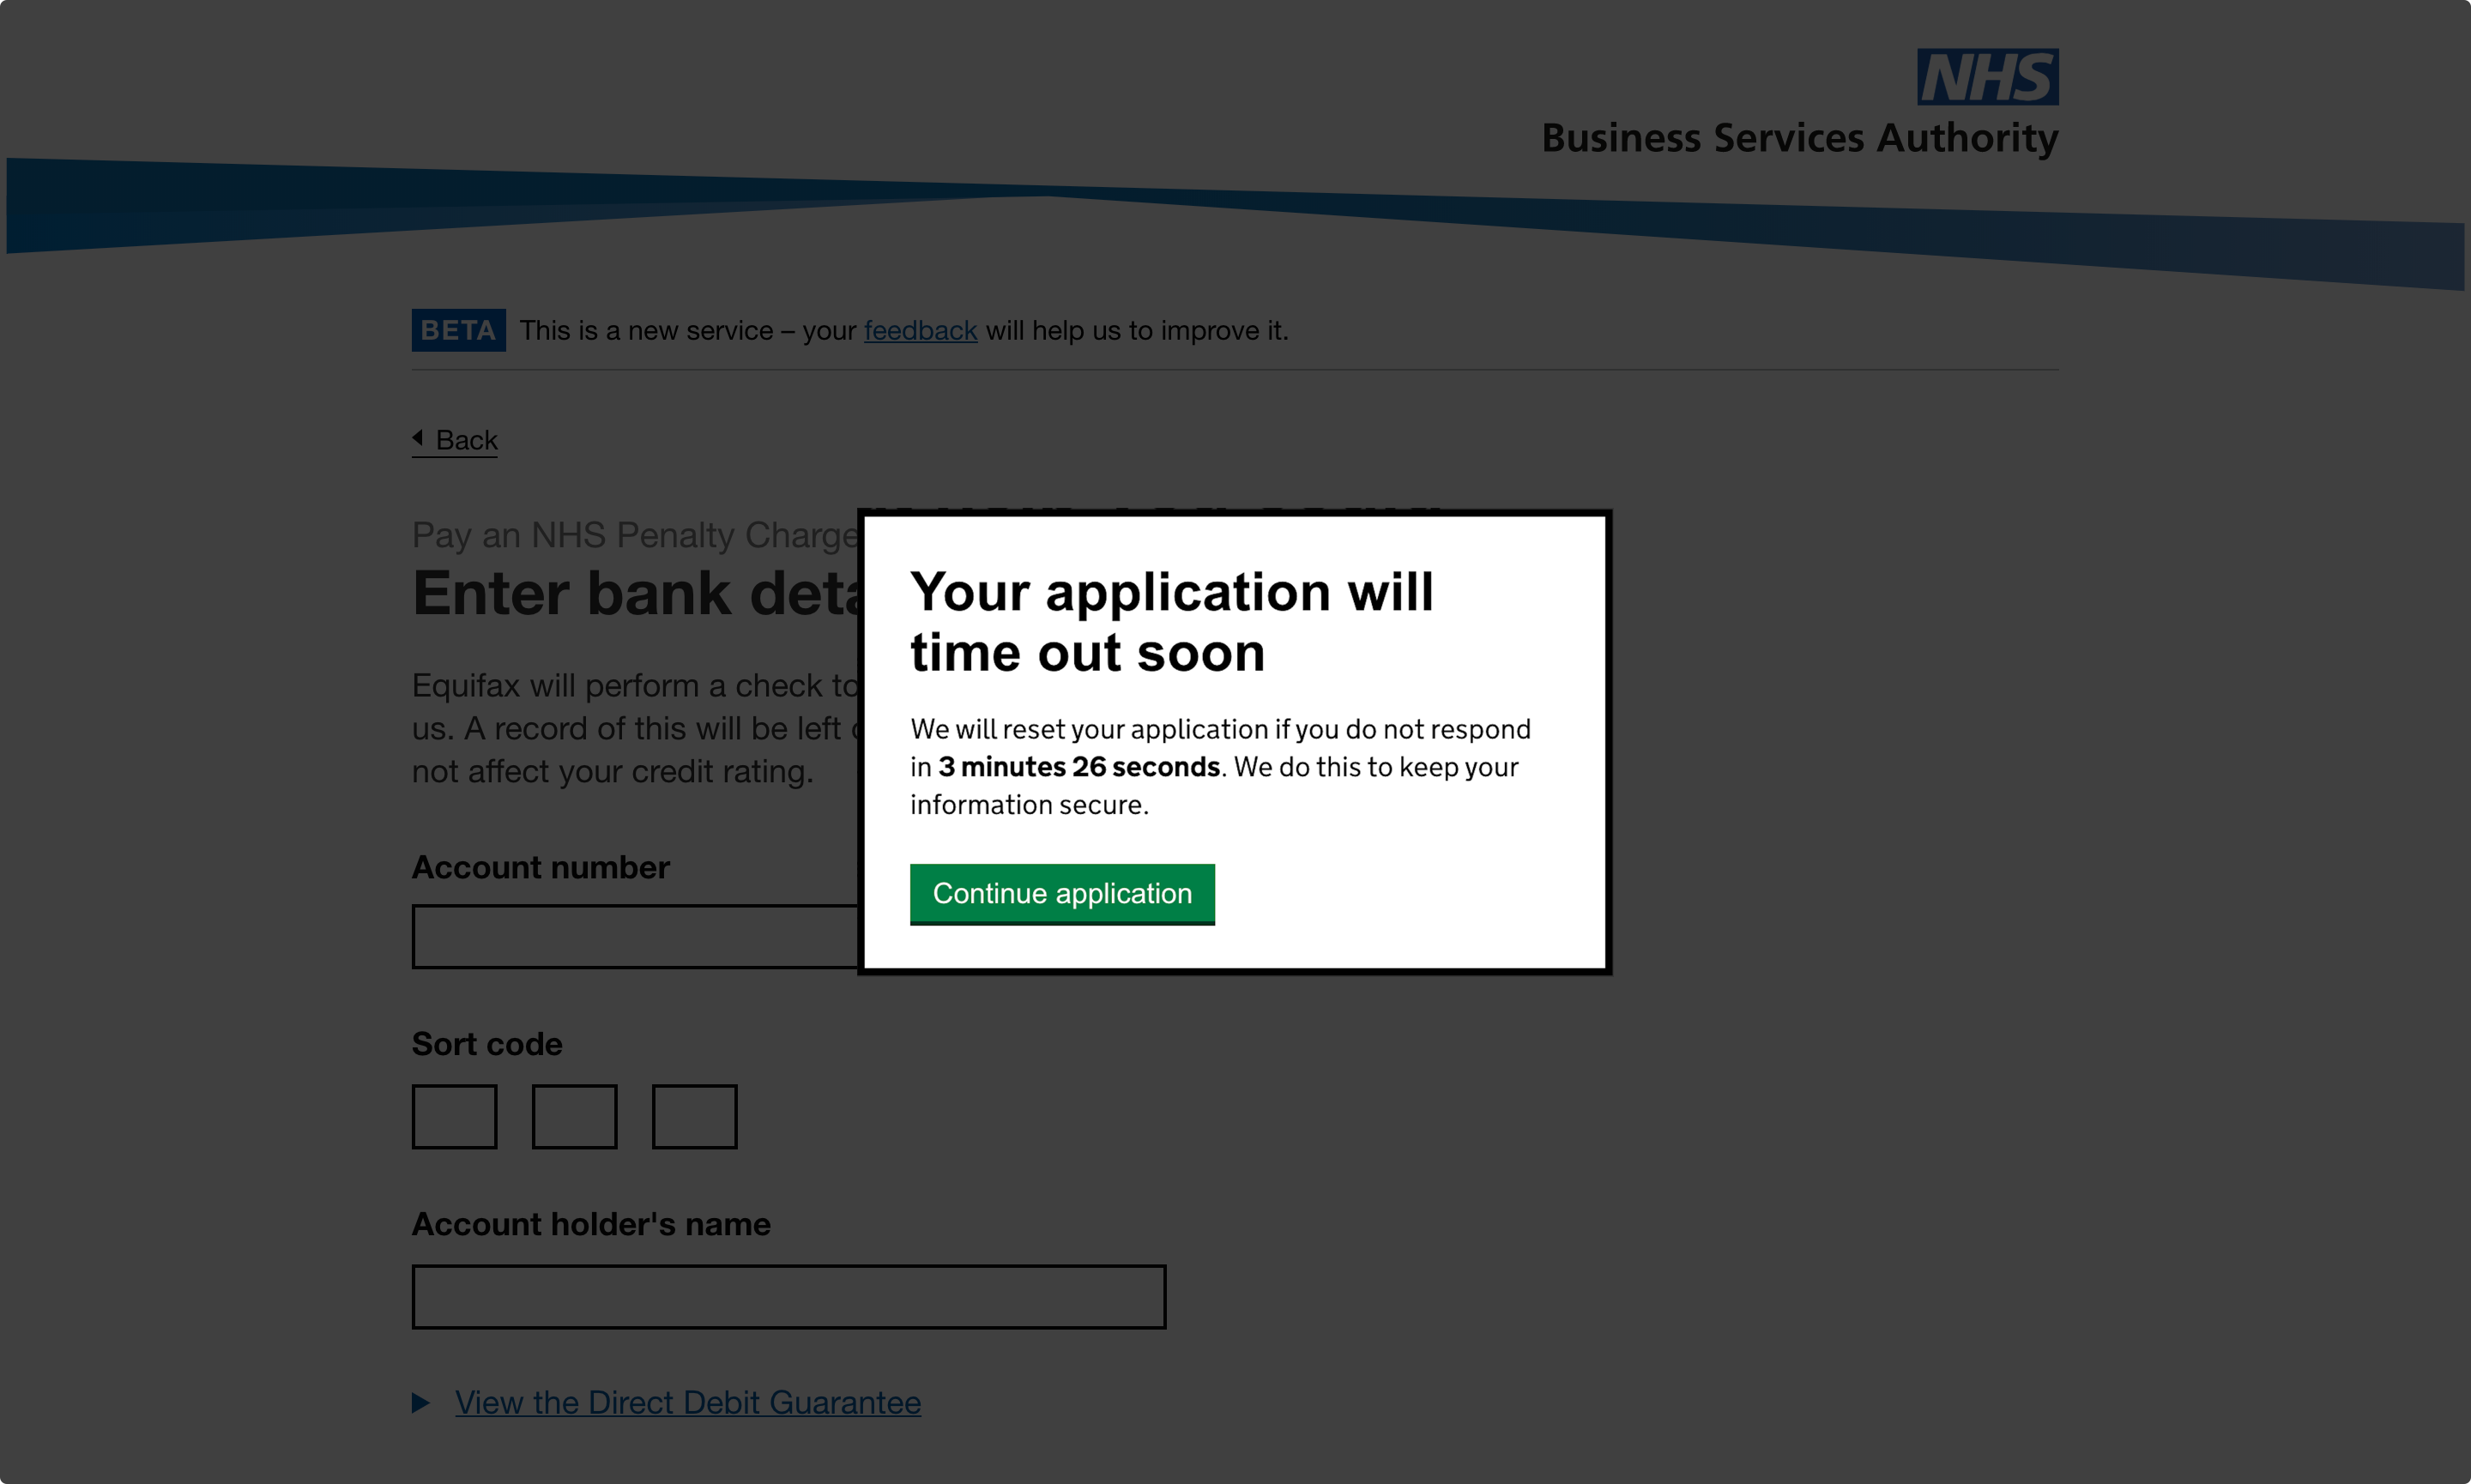 NHS
Business Services Authority
BETA This is a new service – your feedback will help us to improve it.
Back
Pay an NHS Penalty Charge
Enter bank
Equifax will perform a check to
us. A record of this will be left
not affect your credit rating.
Account number
Sort code
Account holder's name
View the Direct Debit Guarantee
Your application will
time out soon
We will reset your application if you do not respond
in 3 minutes 26 seconds. We do this to keep your
information secure.
Continue application